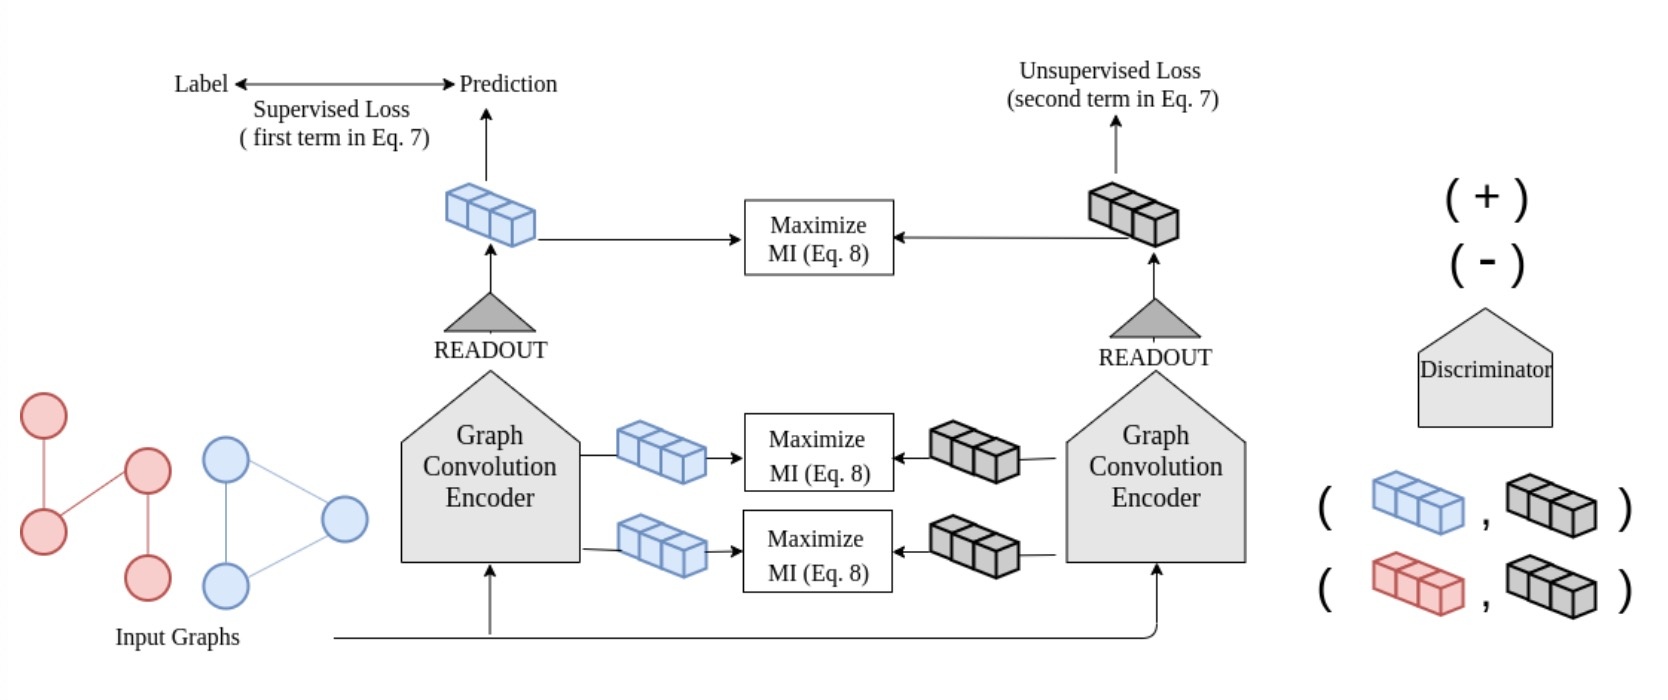 Label
Prediction
Supervised Loss
( first term in Eq. 7)
Unsupervised Loss
(second term in Eq. 7)
Maximize
MI (Eq. 8)
READOUT
READOUT
Graph
Convolution
Encoder
Maximize
MI (Eq. 8)
Maximize
MI (Eq. 8)
Graph
Convolution
Encoder
Input Graphs
( + )
( - )
Discriminator
( , )
( , )